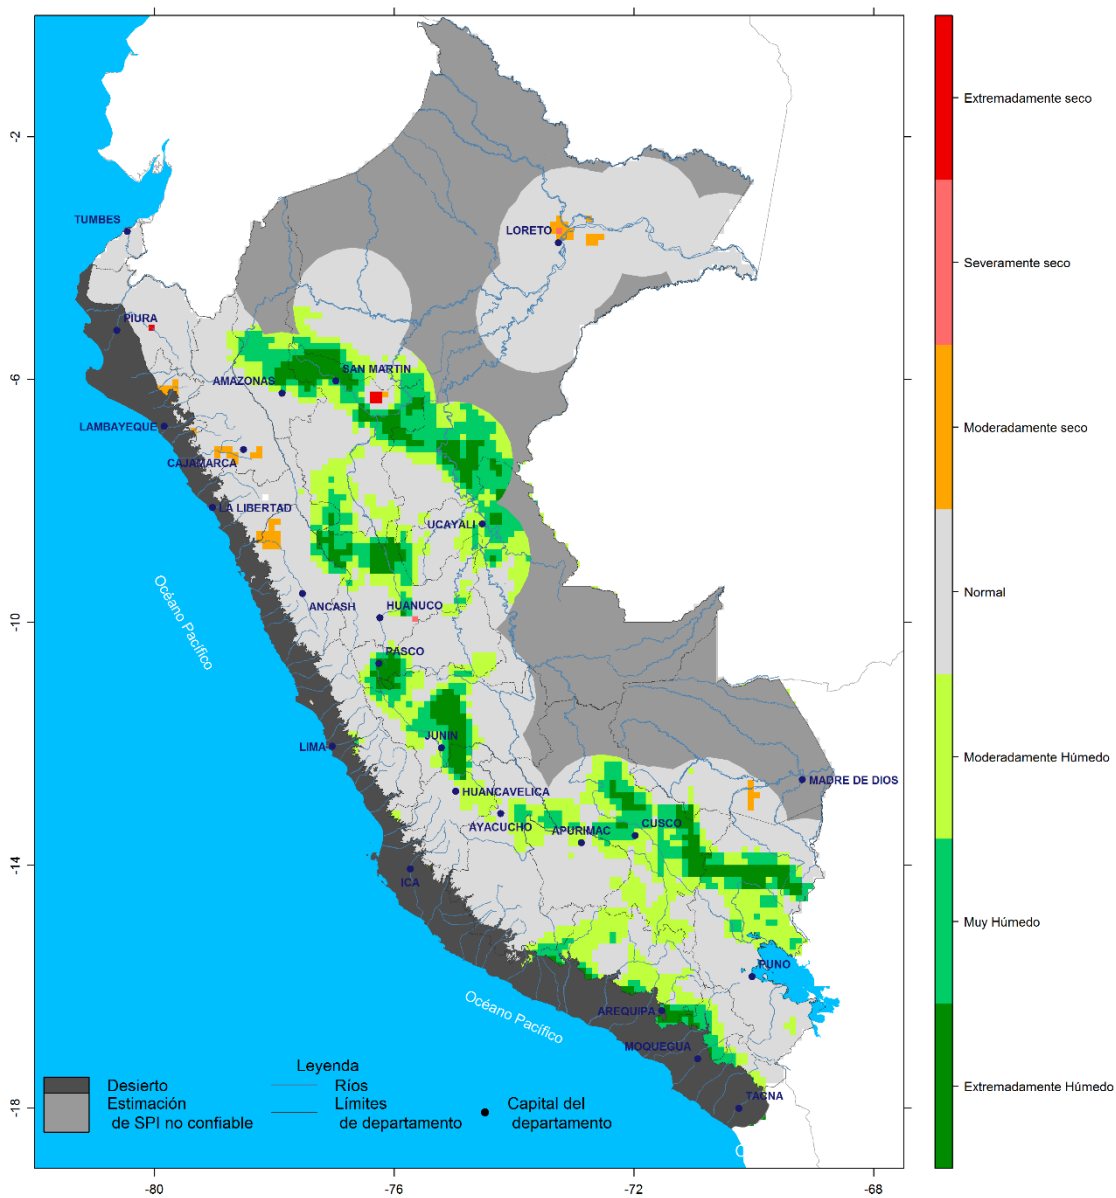 -2
-6
-10
-14
-18
-80
-76
-72
-68
TUMBES
LORETO
PIURA
SAN MARTIN
AMAZONAS
LAMBAYEQUE
CAJAMARCA
LA LIBERTAD
UCAYALI
ANCASH
HUANUCO
PASCO
Océano Pacífico
JUNIN
LIMA
HUANCAVELICA
MADRE DE DIOS
AYACUCHO
APURIMAC
CUSCO
ICA
PUNO
Océano Pacífico
AREQUIPA
MOQUEGUA
TACNA
Leyenda
Desierto
Estimación
de SPI no confiable
Ríos
Límites
de departamento
Capital del
departamento
Extremadamente seco
Severamente seco
Moderadamente seco
Normal
Moderadamente Húmedo
Muy Húmedo
Extremadamente Húmedo